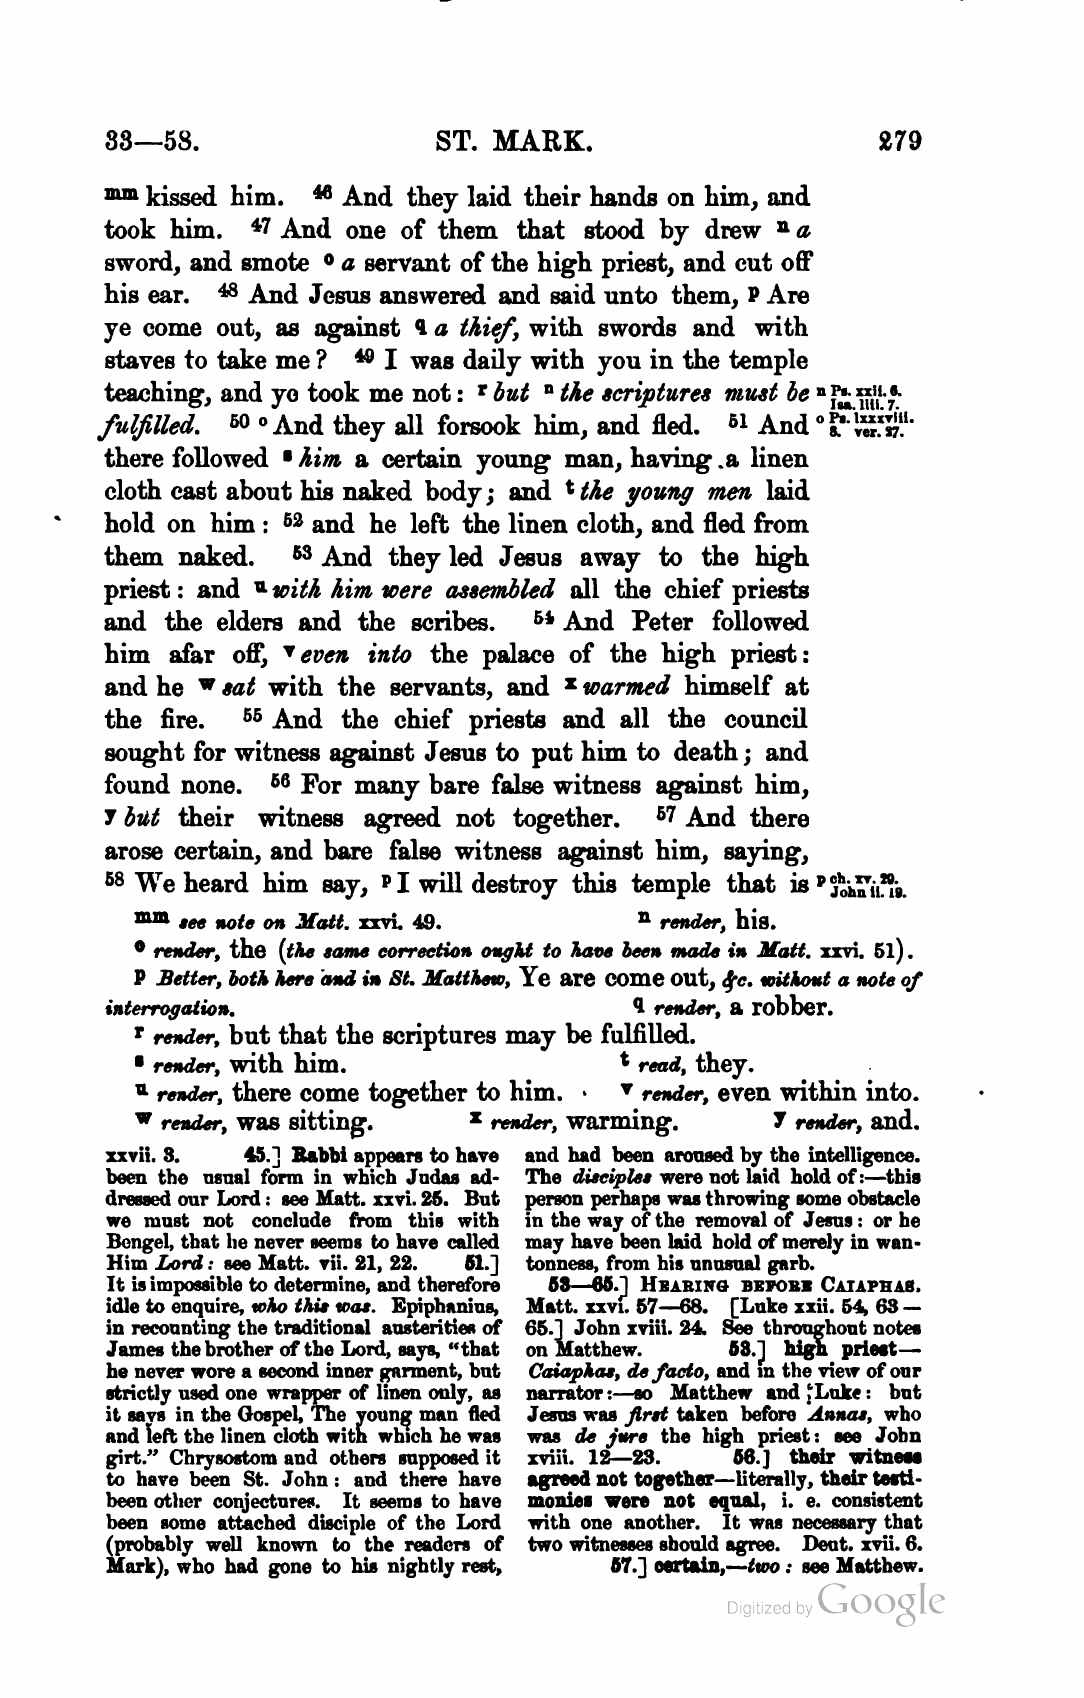 33—58. ST. MARK. 279
mm kissed him. 46 And they laid their hands on him, and
took him. 47 And one of them that stood by drew n a
sword, and smote o a servant of the high priest, and cut off
his ear. 48 And Jesus answered and said unto them, p Are
ye come out, as against q a thief, with swords and with
staves to take me? 49 I was daily with you in the temple
teaching, and ye took me not: r but n the scriptures must be
fulfilled. 50 o And they all forsook him, and fled. 51 And
there followed s him a certain young man, having a linen
cloth cast about his naked body; and t the young men laid
hold on him: 52 and he left the linen cloth, and fled from
them naked. 53 And they led Jesus away to the high
priest: and u with him were assembled all the chief priests
and the elders and the scribes. 54 And Peter followed
him afar off, v even into the palace of the high priest:
and he w sat with the servants, and x warmed himself at
the fire. 55 And the chief priests and all the council
sought for witness against Jesus to put him to death; and
found none. 56 For many bare false witness against him,
y but their witness agreed not together. 57 And there
arose certain, and bare false witness against him, saying,
58 We heard him say, p I will destroy this temple that is
n Ps. xxii. 6.
Isa. liii. 7.
o Ps. lxxxviii.
8. ver. 27.
p ch. xv. 29.
John ii. 19.
mm see note on Matt. xxvi. 49. n render, his.
o render, the (the same correction ought to have been made in Matt. xxvi. 51).
p Better, both here and in St. Matthew, Ye are come out, &c. without a note of
interrogation. q render, a robber.
r render, but that the scriptures may be fulfilled.
s render, with him. t read, they.
u render, there come together to him. v render, even within into.
w render, was sitting. x render, warming. y render, and.
xxvii. 8. 45.] Rabbi appears to have
been the usual form in which Judas ad-
dressed our Lord: see Matt. xxvi. 25. But
we must not conclude from this with
Bengel, that he never seems to have called
Him Lord: see Matt. vii. 21, 22. 51.]
It is impossible to determine, and therefore
idle to enquire, who this was. Epiphanius,
in recounting the traditional austerities of
James the brother of the Lord, says, "that
he never wore a second inner garment, but
strictly used one wrapper of linen only, as
it says in the Gospel, The young man fled
and left the linen cloth with which he was
girt." Chrysostom and others supposed it
to have been St. John: and there have
been other conjectures. It seems to have
been some attached disciple of the Lord
(probably well known to the readers of
Mark), who had gone to his nightly rest,
and had been aroused by the intelligence.
The disciples were not laid hold of:—this
person perhaps was throwing some obstacle
in the way of the removal of Jesus: or he
may have been laid hold of merely in wan-
tonness, from his unusual garb.
53—65.] HEARING BEFORE CAIAPHAS.
Matt. xxvi. 57—68. [Luke xxii. 54, 63—
65.] John xviii. 24. See throughout notes
on Matthew. 53.] high priest—
Caiaphas, de facto, and in the view of our
narrator:—so Matthew and Luke: but
Jesus was first taken before Annas, who
was de jure the high priest: see John
xviii. 12—23. 56.] their witness
agreed not together—literally, their testi-
monies were not equal, i. e. consistent
with one another. It was necessary that
two witnesses should agree. Deut. xvii. 6.
57.] certain,—two: see Matthew.
Digitized by Google